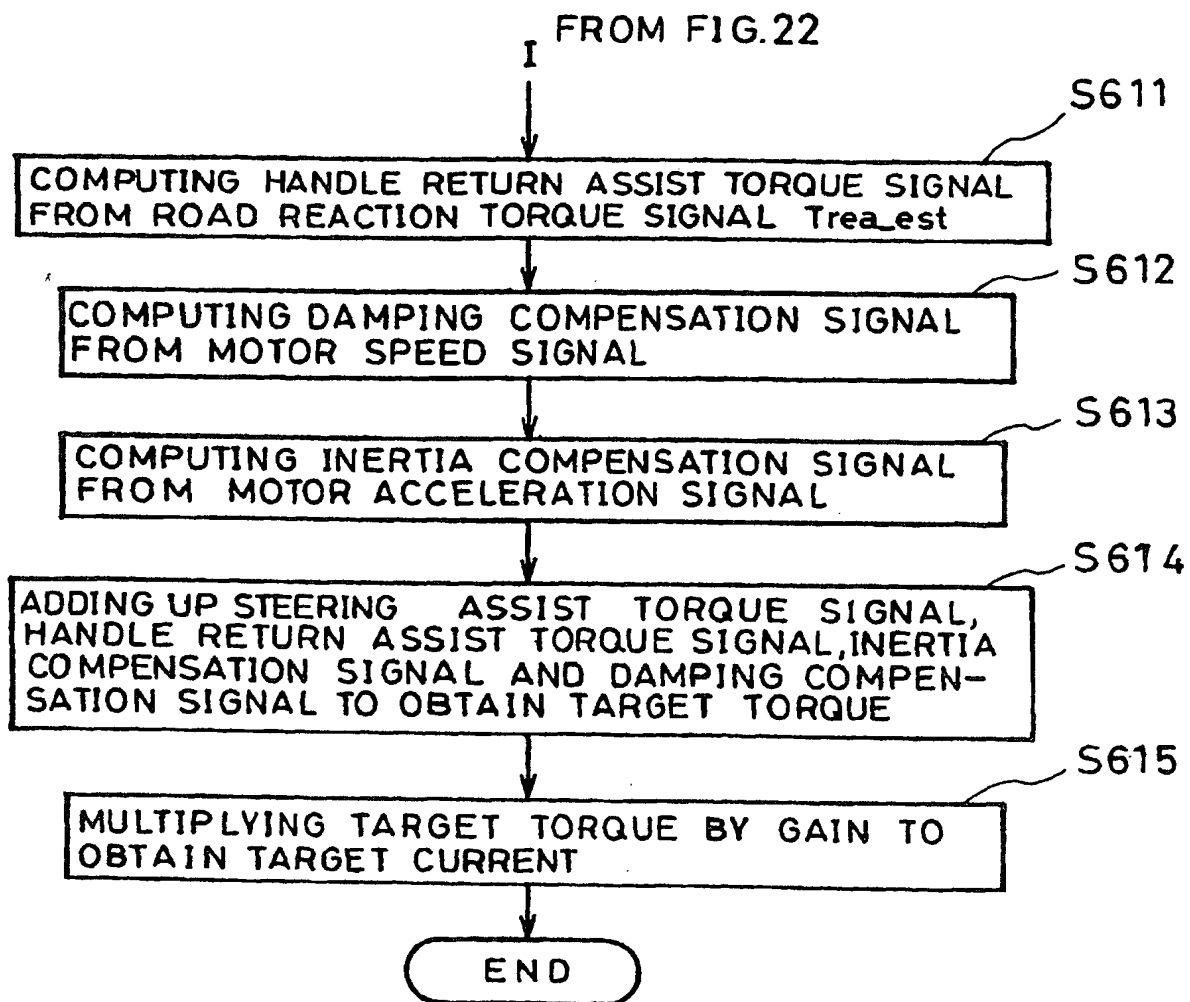 FROM FIG.22
I
S611
COMPUTING HANDLE RETURN ASSIST TORQUE SIGNAL
FROM ROAD REACTION TORQUE SIGNAL Trea_est
S612
COMPUTING DAMPING COMPENSATION SIGNAL
FROM MOTOR SPEED SIGNAL
S613
COMPUTING INERTIA COMPENSATION SIGNAL
FROM MOTOR ACCELERATION SIGNAL
S614
ADDING UP STEERING ASSIST TORQUE SIGNAL,
HANDLE RETURN ASSIST TORQUE SIGNAL, INERTIA
COMPENSATION SIGNAL AND DAMPING COMPEN-
SATION SIGNAL TO OBTAIN TARGET TORQUE
S615
MULTIPLYING TARGET TORQUE BY GAIN TO
OBTAIN TARGET CURRENT
END